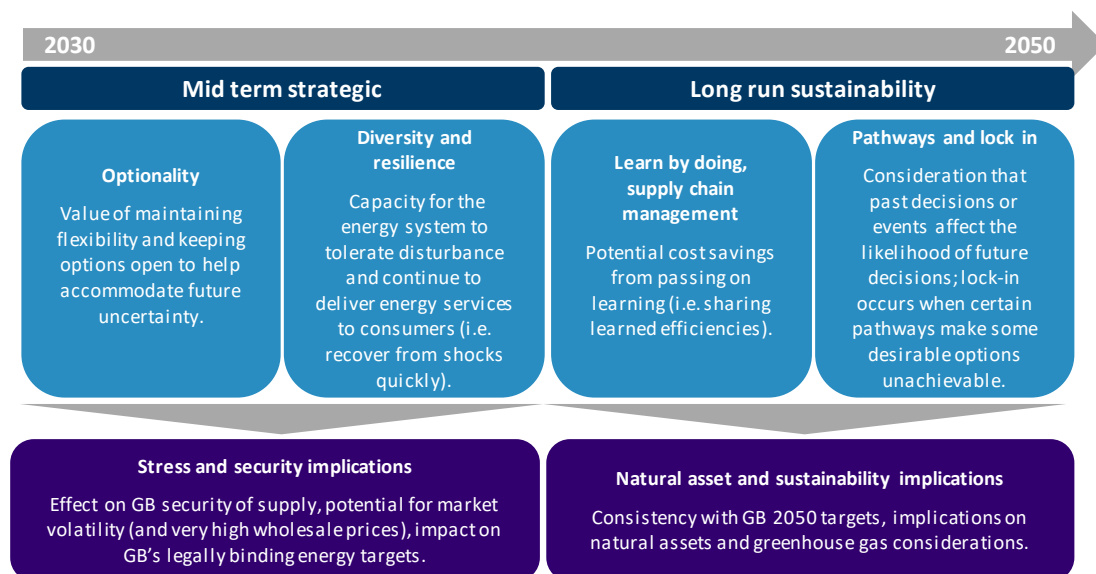 2030
2050
Mid term strategic
Long run sustainability
Optionality
Value of maintaining
flexibility and keeping
options open to help
accommodate future
uncertainty.
Diversity and
resilience
Capacity for the
energy system to
tolerate disturbance
and continue to
deliver energy services
to consumers (i.e.
recover from shocks
quickly).
Learn by doing,
supply chain
management
Potential cost savings
from passing on
learning (i.e. sharing
learned efficiencies).
Pathways and lock in
Consideration that
past decisions or
events affect the
likelihood of future
decisions; lock-in
occurs when certain
pathways make some
desirable options
unachievable.
Stress and security implications
Effect on GB security of supply, potential for market
volatility (and very high wholesale prices), impact on
GB's legally binding energy targets.
Natural asset and sustainability implications
Consistency with GB 2050 targets, implications on
natural assets and greenhouse gas considerations.